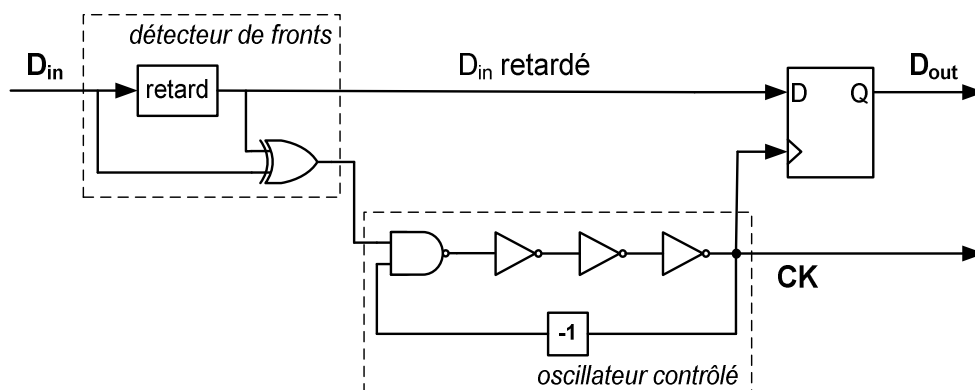 détecteur de fronts
Din
retard
Din retardé
D
Q
Dout
CK
-1
oscillateur contrôlé